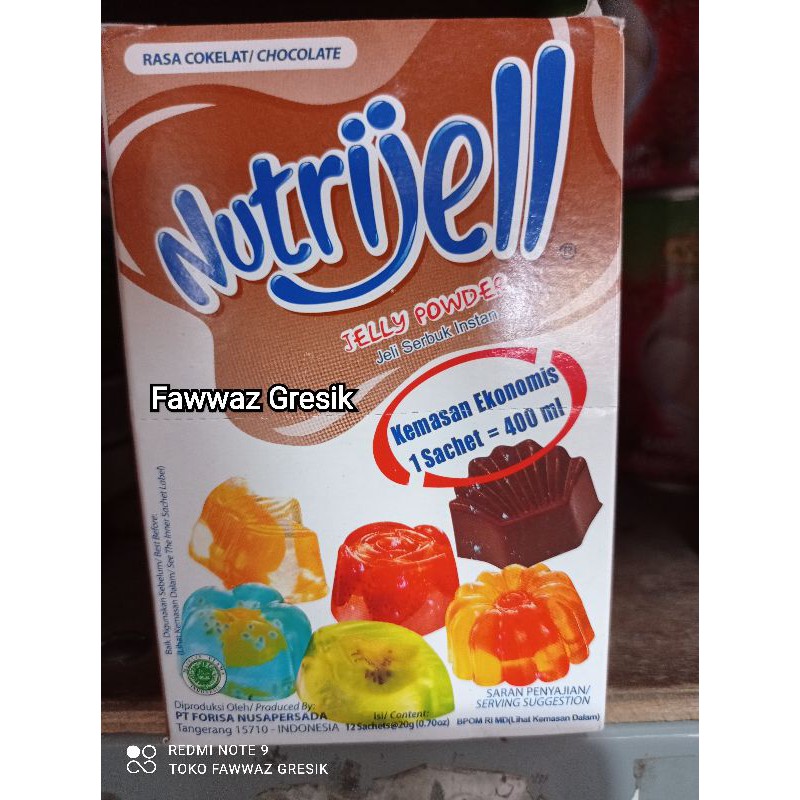 RASA COKELAT/ CHOCOLATE
Nutrijell
®
JELLY POWDER
Jeli Serbuk Instan
Fawwaz Gresik
Kemasan Ekonomis
1 Sachet = 400 ml
Baik Digunakan Sebelum/ Best Before:
(Lihat Kemasan Dalam/ See The Inner Sachet Label)
SARAN PENYAJIAN/
SERVING SUGGESTION
Diproduksi Oleh/ Produced By:
PT FORISA NUSAPERSADA
Tangerang 15710 - INDONESIA
Isi/ Content:
12 Sachets@20g (0.70oz)
BPOM RI MD(Lihat Kemasan Dalam)
REDMI NOTE 9
TOKO FAWWAZ GRESIK